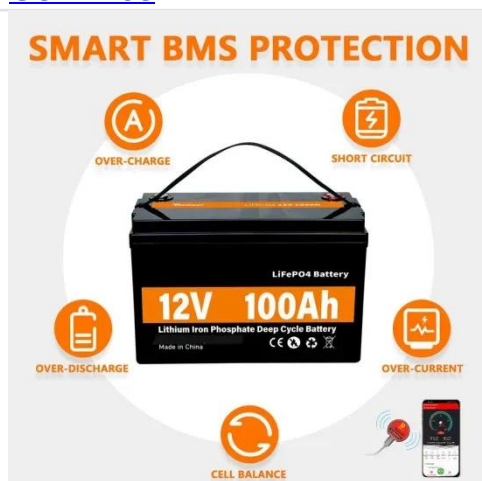 SMART BMS PROTECTION
OVER-CHARGE
SHORT CIRCUIT
LiFePO4 Battery
12V 100Ah
Lithium Iron Phosphate Deep Cycle Battery
Made in China
CE
OVER-DISCHARGE
OVER-CURRENT
CELL BALANCE